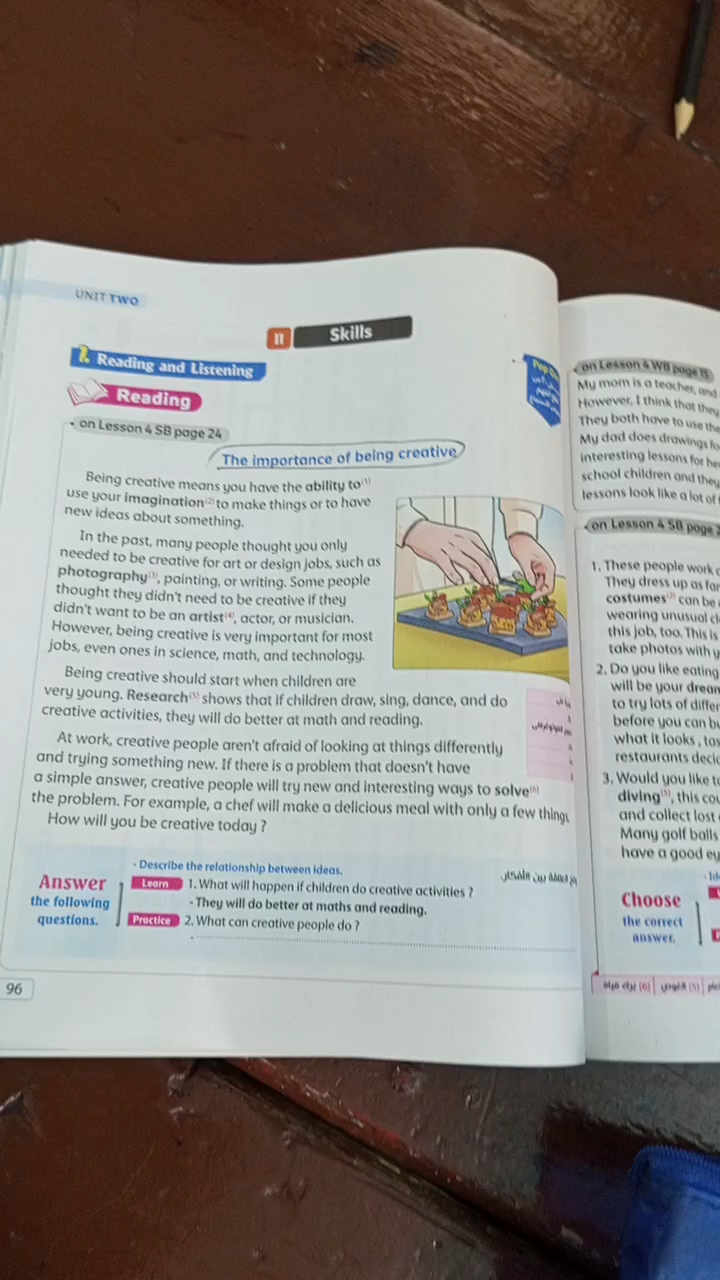 UNIT TWO
II Skills
2. Reading and Listening
Reading
• on Lesson 4 SB page 24
The importance of being creative
Being creative means you have the ability to(1)
use your imagination(2) to make things or to have
new ideas about something.
In the past, many people thought you only
needed to be creative for art or design jobs, such as
photography(3), painting, or writing. Some people
thought they didn't need to be creative if they
didn't want to be an artist(4), actor, or musician.
However, being creative is very important for most
jobs, even ones in science, math, and technology.
Being creative should start when children are
very young. Research(5) shows that if children draw, sing, dance, and do
creative activities, they will do better at math and reading.
At work, creative people aren't afraid of looking at things differently
and trying something new. If there is a problem that doesn't have
a simple answer, creative people will try new and interesting ways to solve(6)
the problem. For example, a chef will make a delicious meal with only a few things.
How will you be creative today ?
Answer
the following
questions.
- Describe the relationship between ideas.
Learn 1. What will happen if children do creative activities ?
- They will do better at maths and reading.
Practice 2. What can creative people do ?
96
Pop
• on Lesson 4 WB page 15
My mom is a teacher, and
However, I think that they
They both have to use the
My dad does drawings
interesting lessons for
school children and they
lessons look like a lot of
• on Lesson 4 SB page
1. These people work
They dress up as
costumes(2) can be
wearing unusual
this job, too. This is
take photos with
2. Do you like eating
will be your
to try lots of
before you can
what it looks,
restaurants
3. Would you like
diving(5), this
and collect lost
Many golf balls
have a good
Choose
the correct
answer.
(5) الغوص (6) بركة مياه